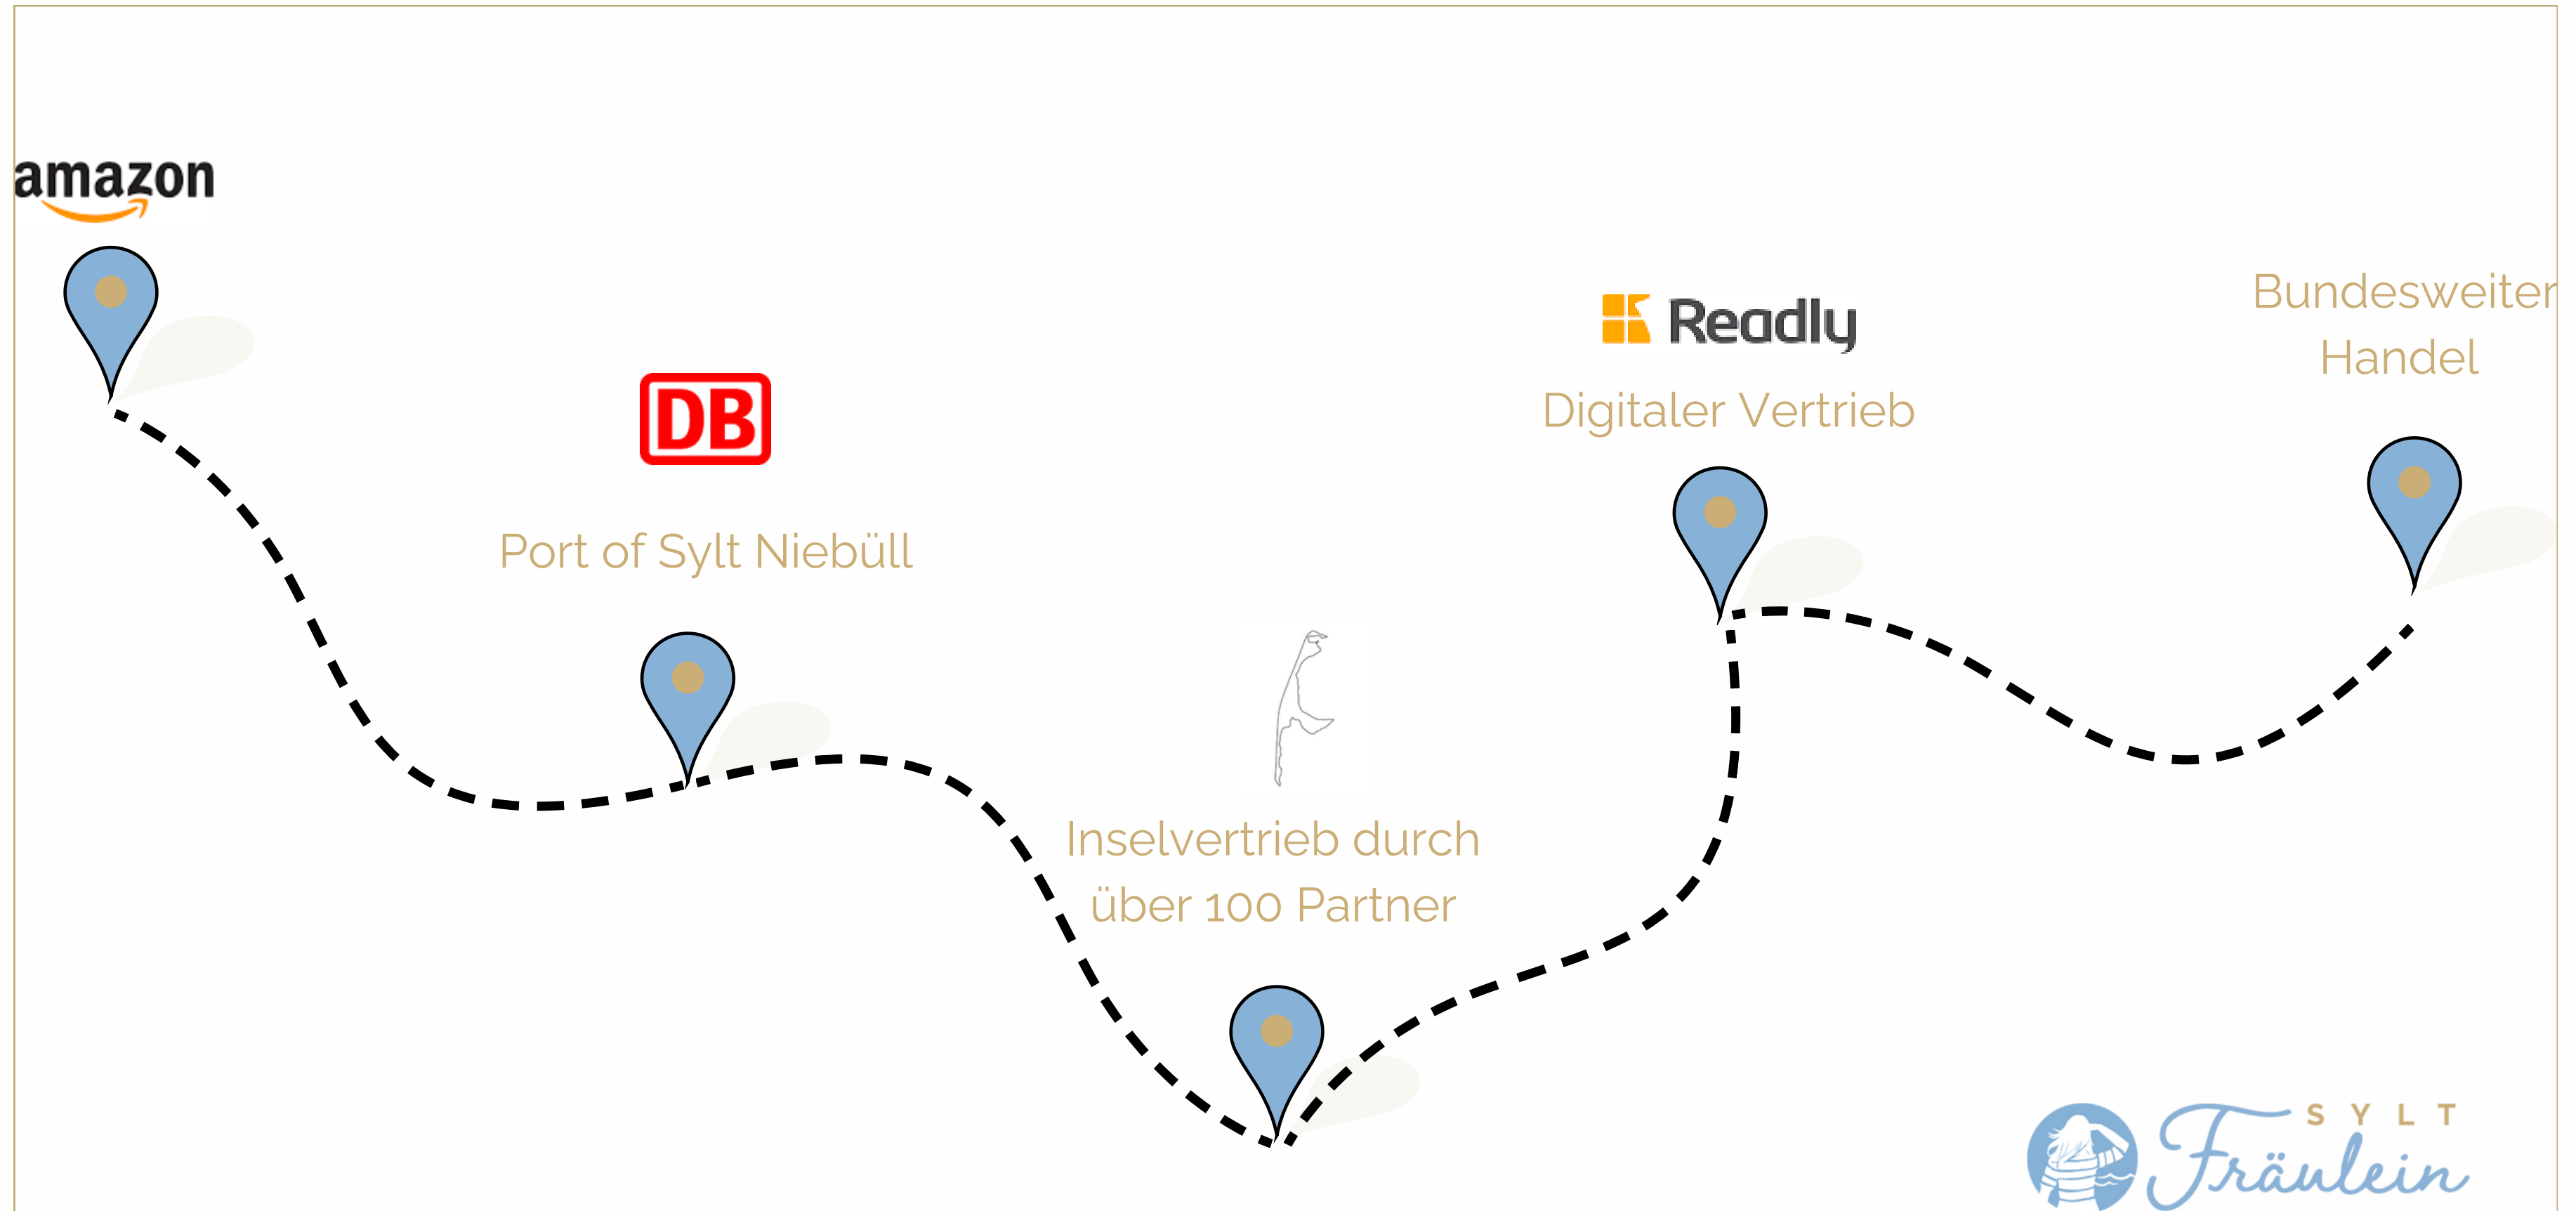 amazon
DB
Port of Sylt Niebüll
Inselvertrieb durch
über 100 Partner
Readly
Digitaler Vertrieb
Bundesweiter
Handel
SYLT
Fräulein